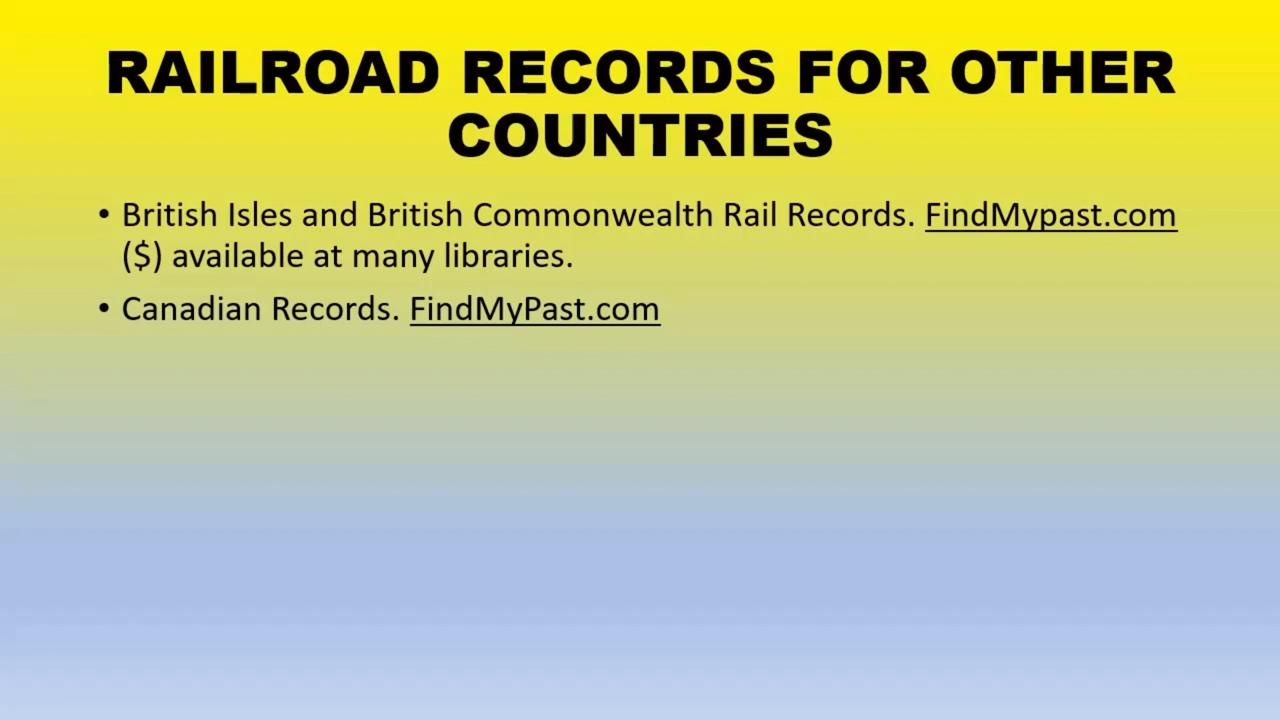 RAILROAD RECORDS FOR OTHER
COUNTRIES
• British Isles and British Commonwealth Rail Records. FindMypast.com
($) available at many libraries.
• Canadian Records. FindMyPast.com